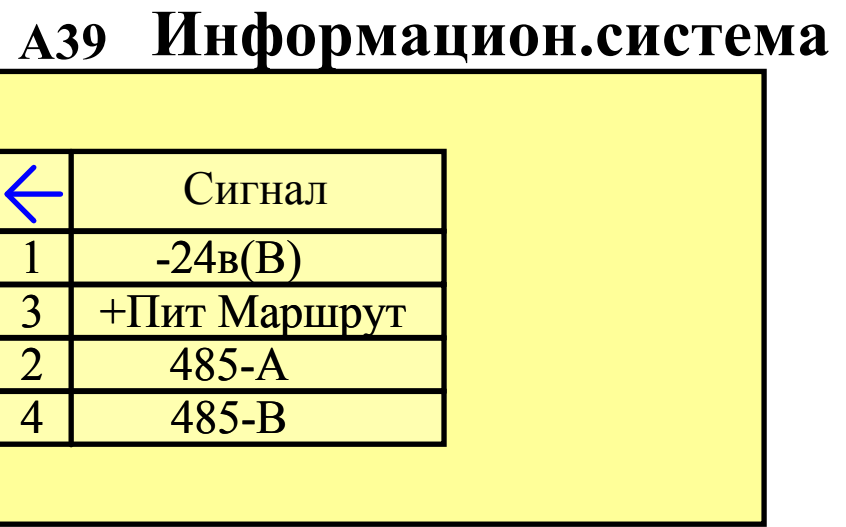 А39 Информацион.система
Сигнал
1 -24в(В)
3 +Пит Маршрут
2 485-А
4 485-В